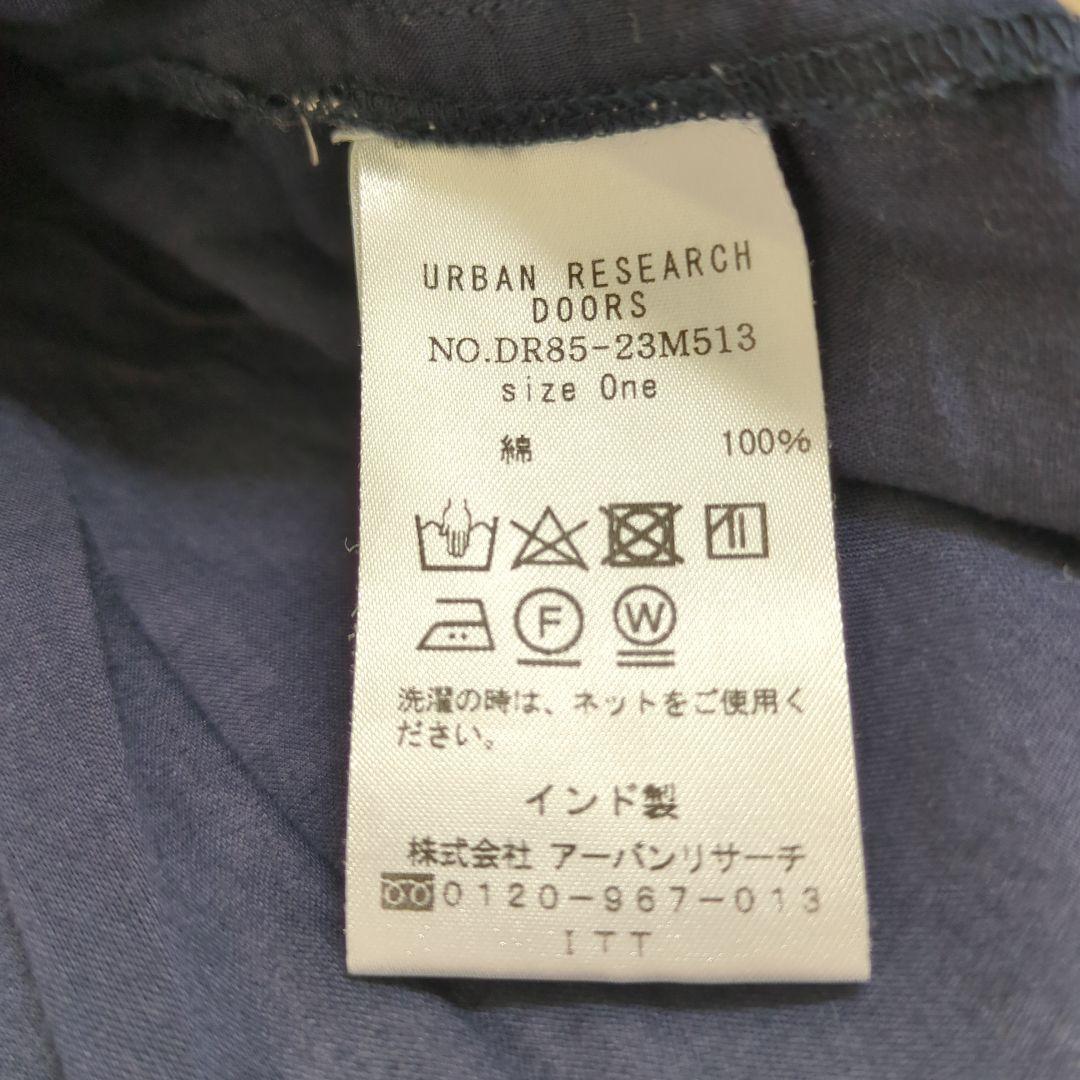 URBAN RESEARCH
DOORS
NO.DR85-23M513
size One
綿 100%
F W
洗濯の時は、ネットをご使用く
ださい。
インド製
株式会社 アーバンリサーチ
0120-967-013
ITT